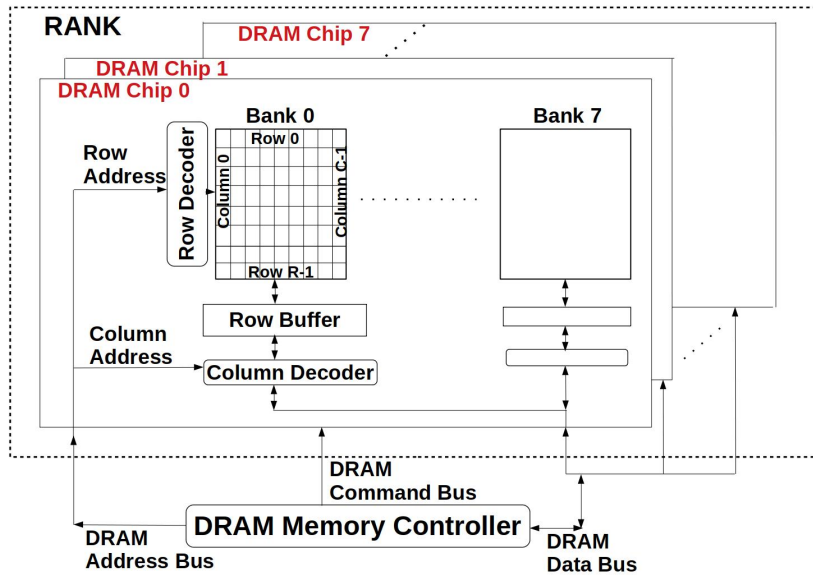 RANK
DRAM Chip 7
DRAM Chip 1
DRAM Chip 0
Bank 0
Bank 7
Row
Address
Row Decoder
Row 0
Column 0
Column C-1
Row R-1
Row Buffer
Column
Address
Column Decoder
DRAM
Command Bus
DRAM Memory Controller
DRAM
Address Bus
DRAM
Data Bus